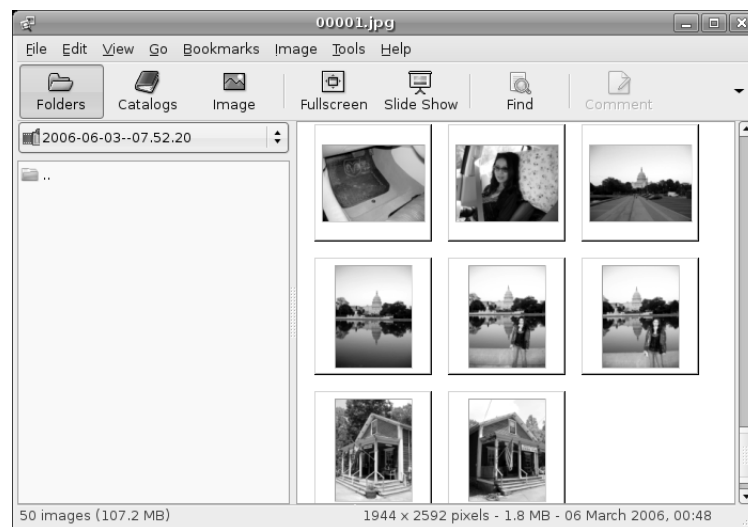 00001.jpg
File Edit View Go Bookmarks Image Tools Help
Folders Catalogs Image Fullscreen Slide Show Find Comment
2006-06-03--07.52.20
..
50 images (107.2 MB) 1944 x 2592 pixels - 1.8 MB - 06 March 2006, 00:48